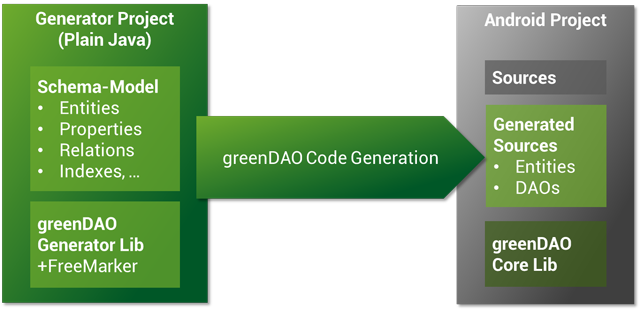 Generator Project
(Plain Java)
Schema-Model
• Entities
• Properties
• Relations
• Indexes, ...
greenDAO
Generator Lib
+FreeMarker
greenDAO Code Generation
Android Project
Sources
Generated
Sources
• Entities
• DAOs
greenDAO
Core Lib